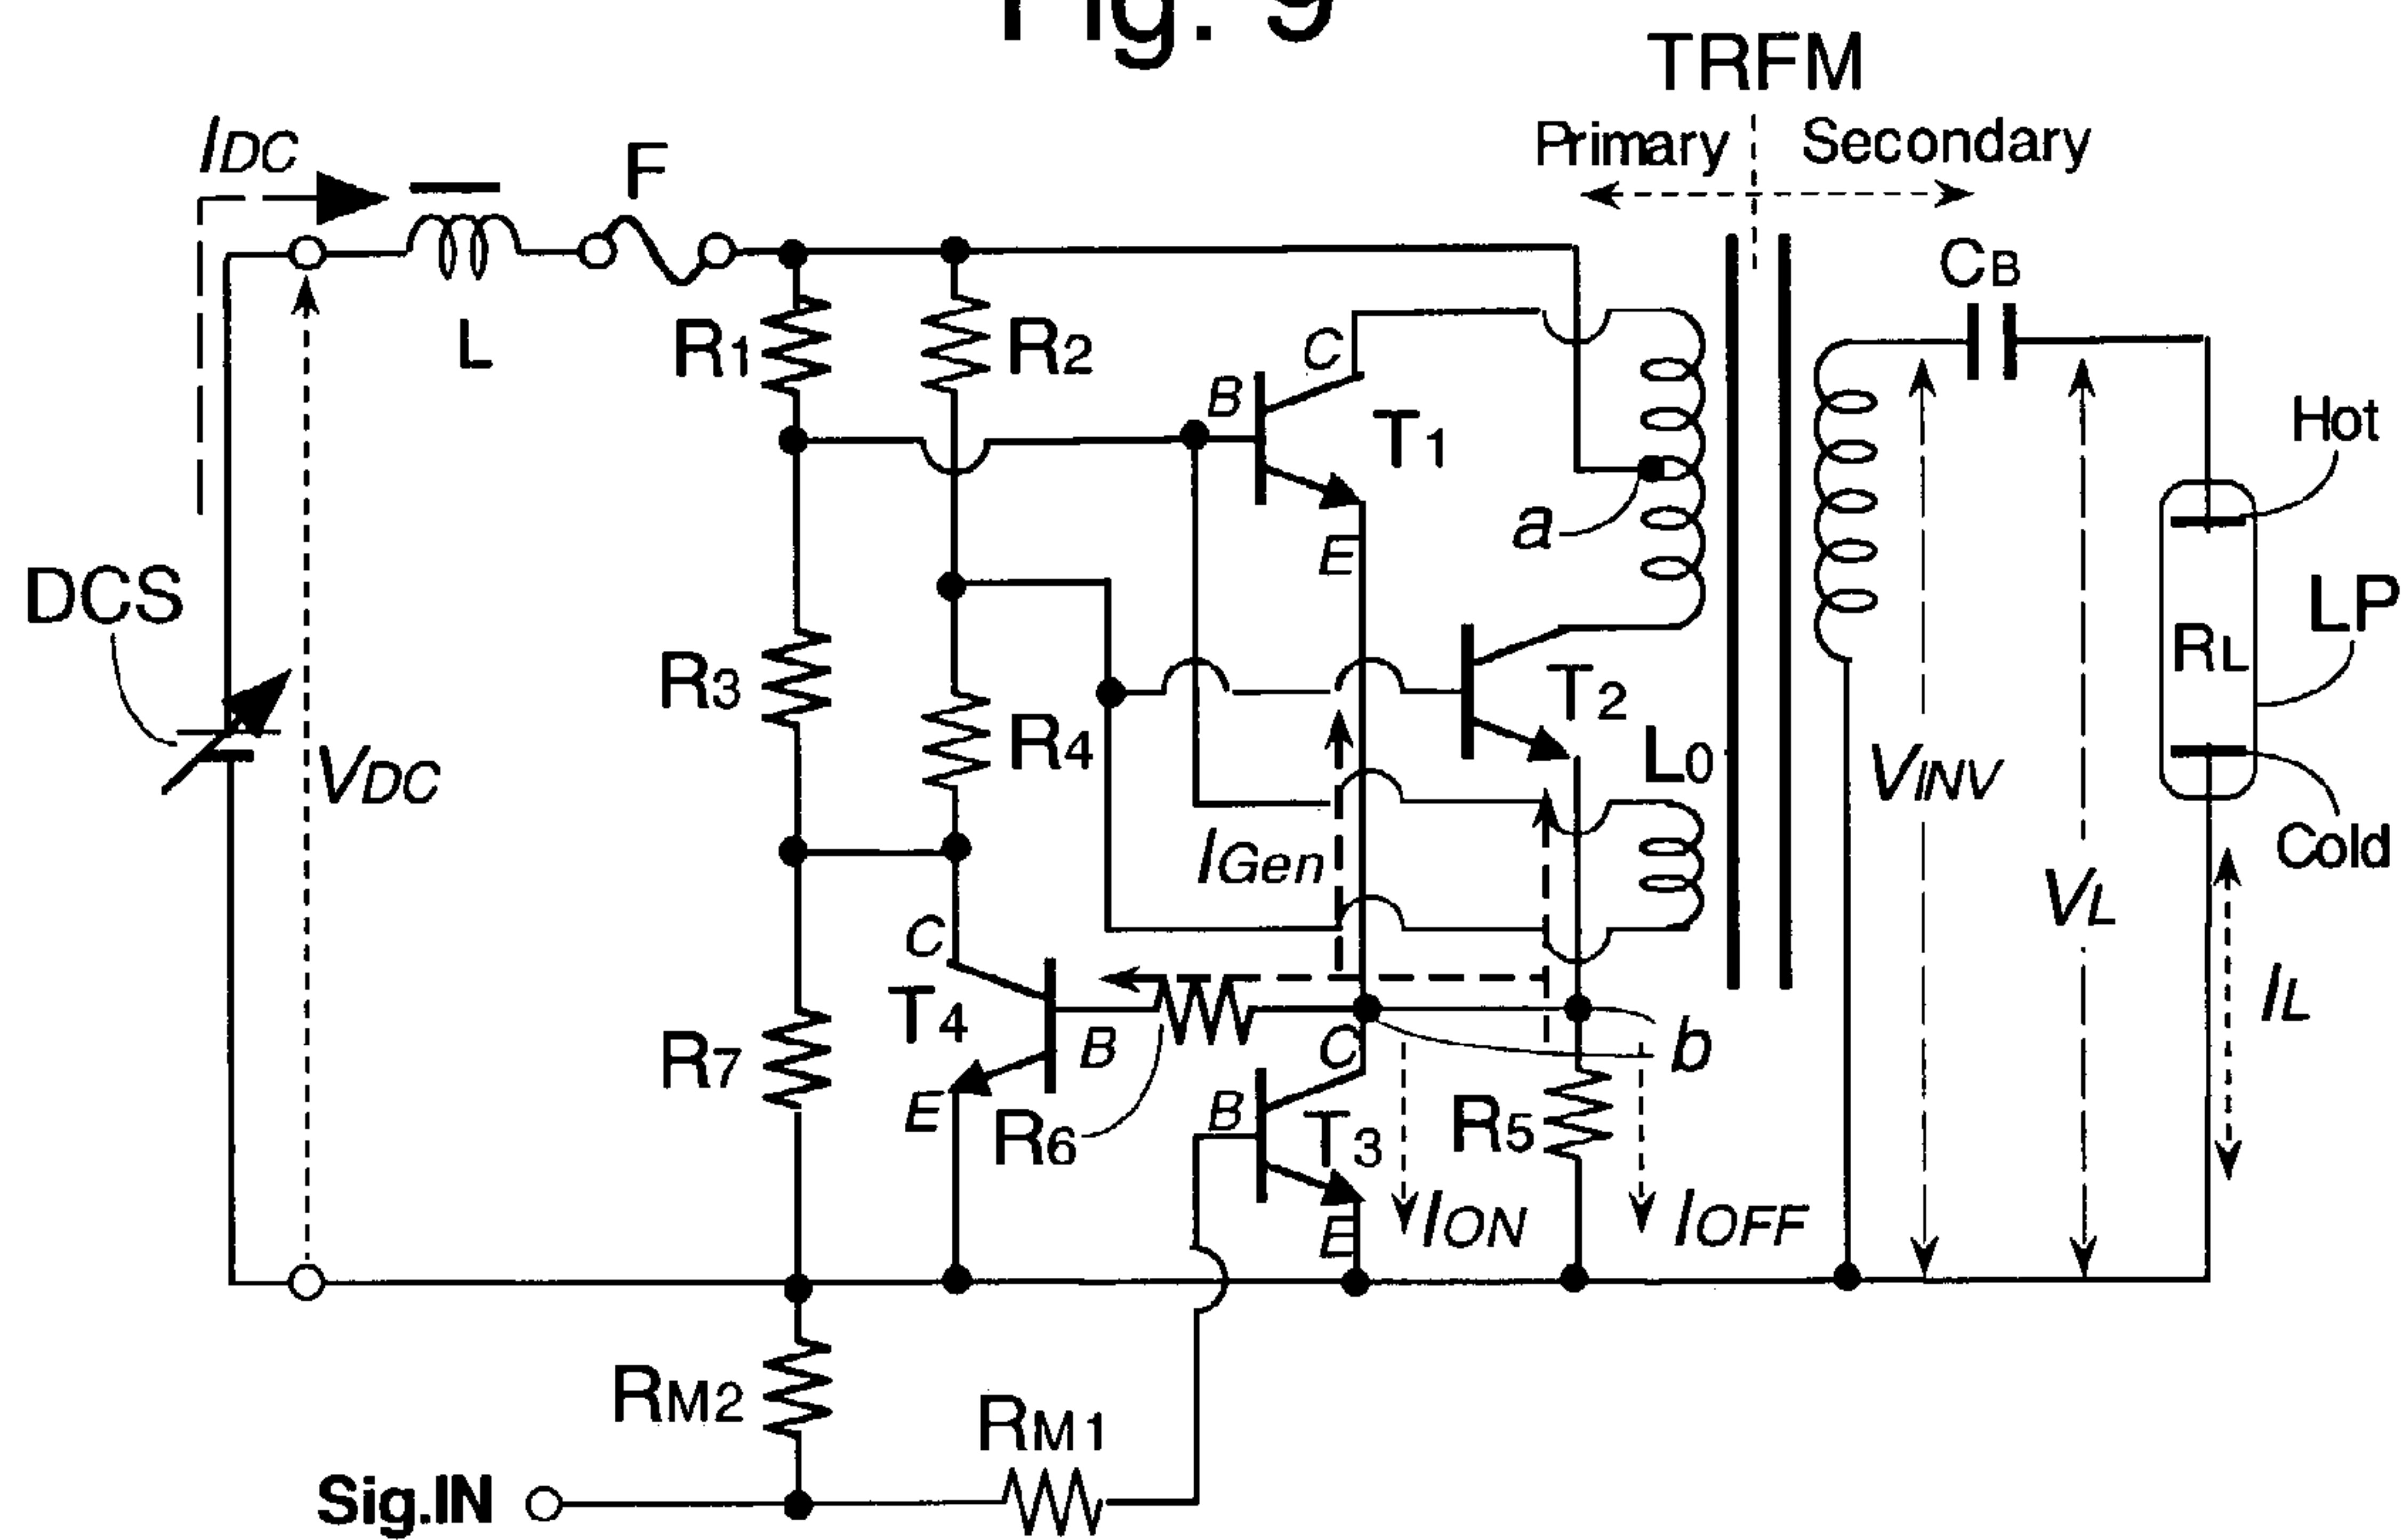 Fig. 9
TRFM
Primary
Secondary
IDC
F
L
CB
R1
R2
C
B
T1
Hot
a
E
DCS
LP
RL
R3
T2
R4
L0
VDC
VINV
IGen
Cold
VL
C
T4
IL
B
C
b
R7
E
R6
B
T3
R5
E
ION
IOFF
RM2
RM1
Sig.IN